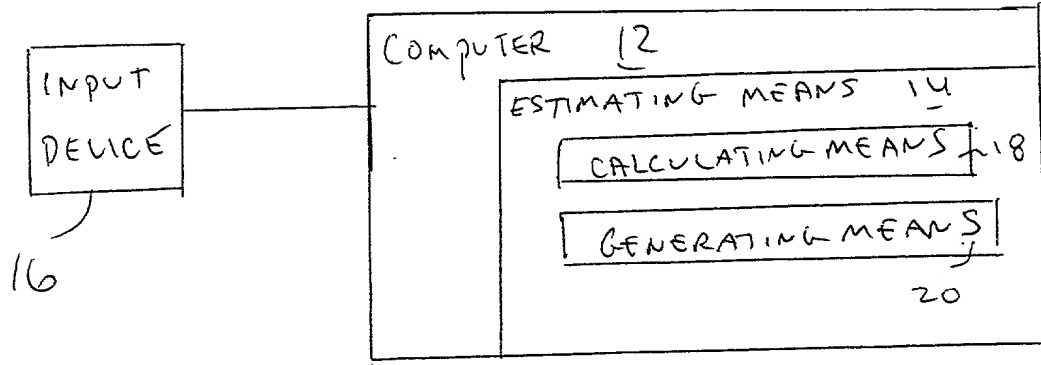 INPUT
DEVICE
16
COMPUTER 12
ESTIMATING MEANS 14
CALCULATING MEANS 18
GENERATING MEANS
20